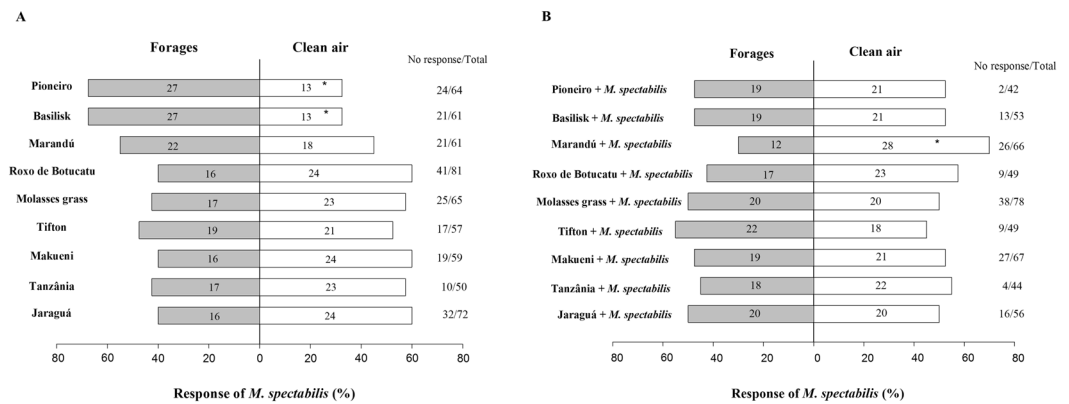 A
Forages Clean air
No response/Total
Pioneiro 27 13 * 24/64
Basilisk 27 13 * 21/61
Marandú 22 18 21/61
Roxo de Botucatu 16 24 41/81
Molasses grass 17 23 25/65
Tifton 19 21 17/57
Makueni 16 24 19/59
Tanzânia 17 23 10/50
Jaraguá 16 24 32/72
80 60 40 20 0 20 40 60 80
Response of M. spectabilis (%)
B
Forages Clean air
No response/Total
Pioneiro + M. spectabilis 19 21 2/42
Basilisk + M. spectabilis 19 21 13/53
Marandú + M. spectabilis 12 28 * 26/66
Roxo de Botucatu + M. spectabilis 17 23 9/49
Molasses grass + M. spectabilis 20 20 38/78
Tifton + M. spectabilis 22 18 9/49
Makueni + M. spectabilis 19 21 27/67
Tanzânia + M. spectabilis 18 22 4/44
Jaraguá + M. spectabilis 20 20 16/56
80 60 40 20 0 20 40 60 80
Response of M. spectabilis (%)